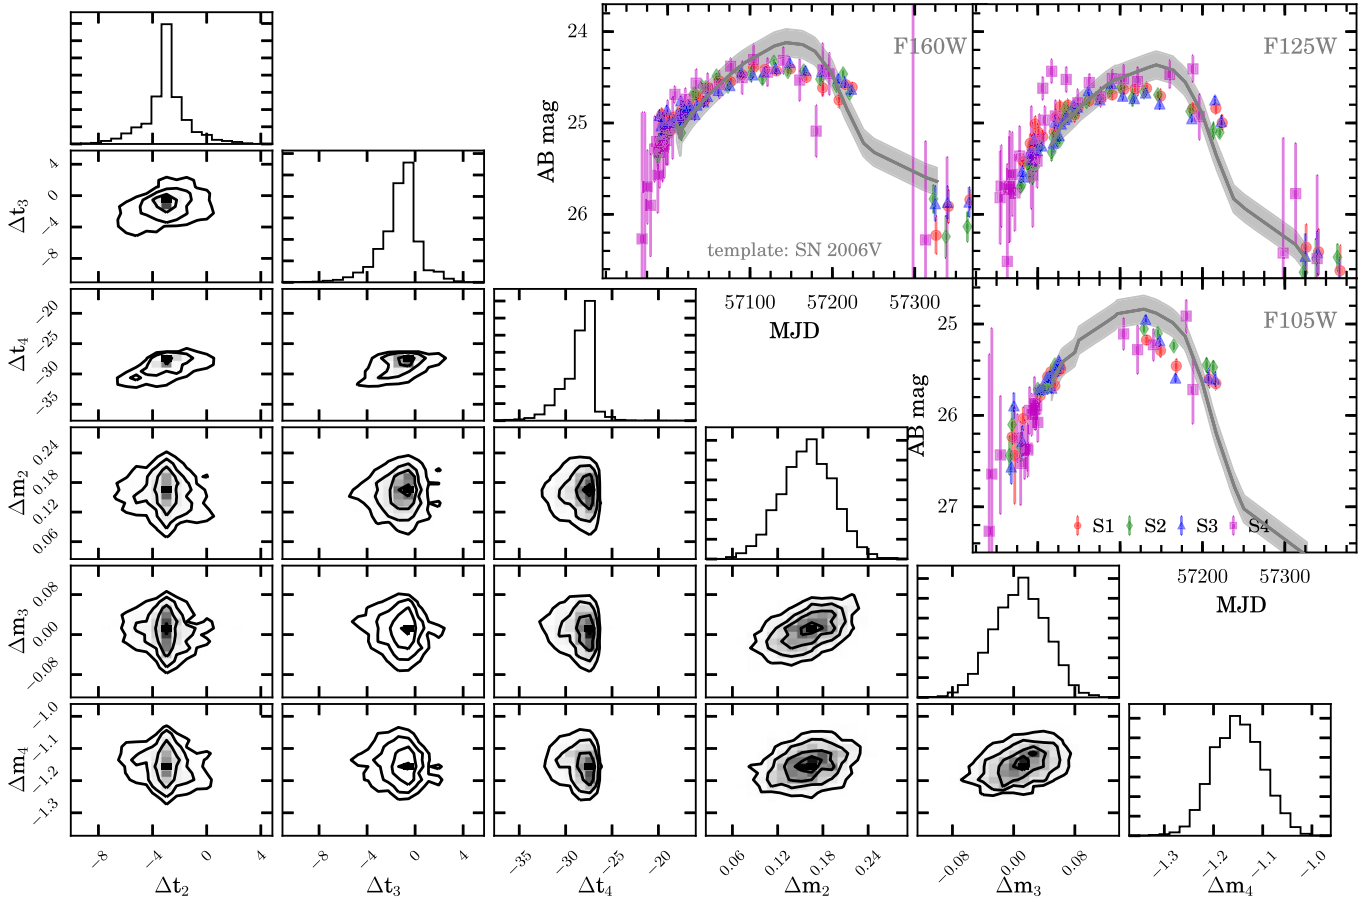 24
25
26
AB mag
F160W
template: SN 2006V
57100 57200 57300
MJD
F125W
25
26
27
AB mag
F105W
S1 S2 S3 S4
57200 57300
MJD
4
0
−4
−8
Δt₃
−20
−25
−30
−35
Δt₄
0.24
0.18
0.12
0.06
Δm₂
0.08
0.00
−0.08
Δm₃
−1.0
−1.1
−1.2
−1.3
Δm₄
−8 −4 0 4
Δt₂
−8 −4 0 4
Δt₃
−35 −30 −25 −20
Δt₄
0.06 0.12 0.18 0.24
Δm₂
−0.08 0.00 0.08
Δm₃
−1.3 −1.2 −1.1 −1.0
Δm₄